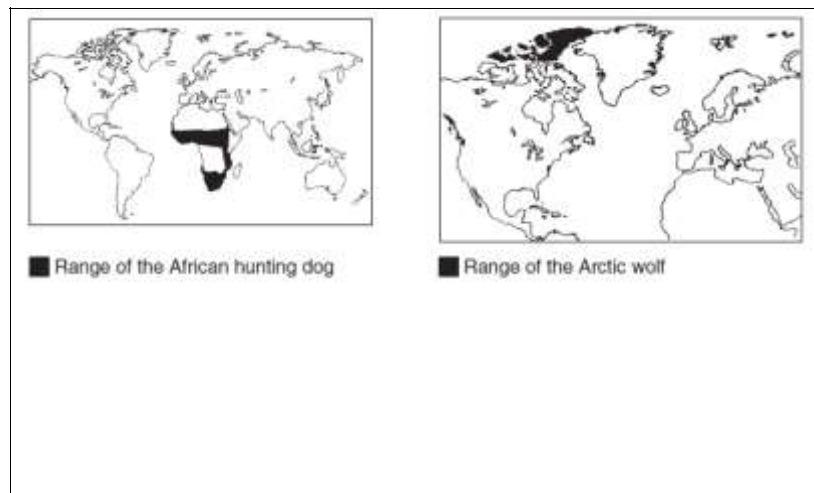 Range of the African hunting dog
Range of the Arctic wolf